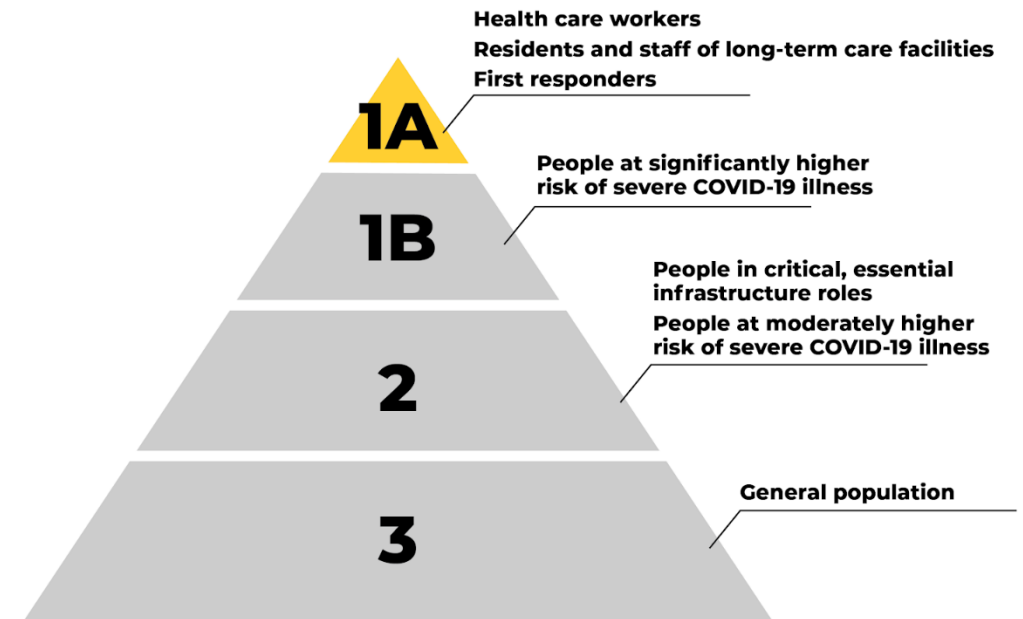 Health care workers
Residents and staff of long-term care facilities
First responders
1A
People at significantly higher
risk of severe COVID-19 illness
1B
People in critical, essential
infrastructure roles
People at moderately higher
risk of severe COVID-19 illness
2
General population
3